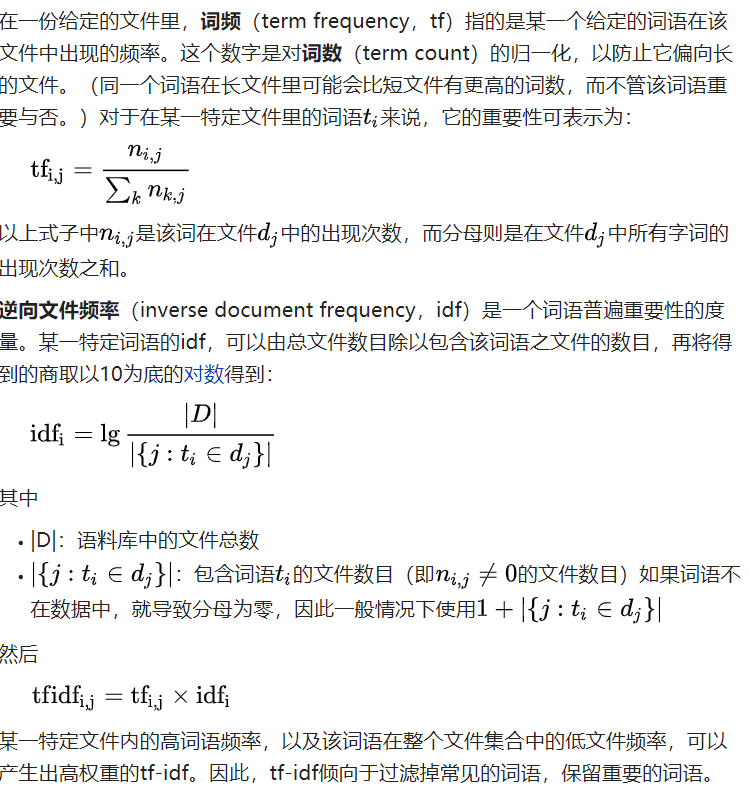 在一份给定的文件里，词频（term frequency，tf）指的是某一个给定的词语在该
文件中出现的频率。这个数字是对词数（term count）的归一化，以防止它偏向长
的文件。（同一个词语在长文件里可能会比短文件有更高的词数，而不管该词语重
要与否。）对于在某一特定文件里的词语tᵢ来说，它的重要性可表示为：
tf_{i,j} = \frac{n_{i,j}}{\sum_k n_{k,j}}
以上式子中n_{i,j}是该词在文件d_j中的出现次数，而分母则是在文件d_j中所有字词的
出现次数之和。
逆向文件频率（inverse document frequency，idf）是一个词语普遍重要性的度
量。某一特定词语的idf，可以由总文件数目除以包含该词语之文件的数目，再将得
到的商取以10为底的对数得到：
idf_i = lg \frac{|D|}{|\{j : t_i ∈ d_j\}|}
其中
• |D|：语料库中的文件总数
• |{j : t_i ∈ d_j}|：包含词语t_i的文件数目（即n_{i,j} ≠ 0的文件数目）如果词语不
在数据中，就导致分母为零，因此一般情况下使用1 + |{j : t_i ∈ d_j}|
然后
tfidf_{i,j} = tf_{i,j} × idf_i
某一特定文件内的高词语频率，以及该词语在整个文件集合中的低文件频率，可以
产生出高权重的tf-idf。因此，tf-idf倾向于过滤掉常见的词语，保留重要的词语。